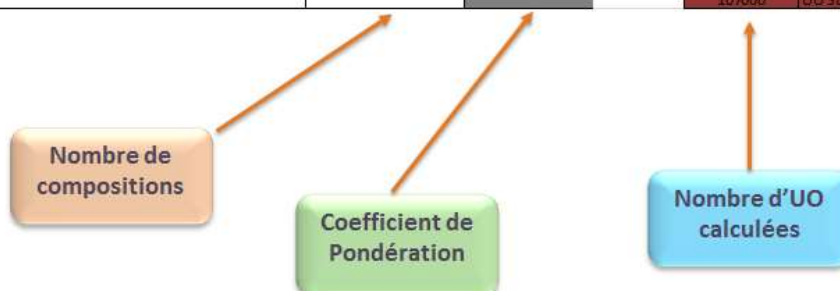 Nombre de
compositions
Coefficient de
Pondération
Nombre d'UO
calculées